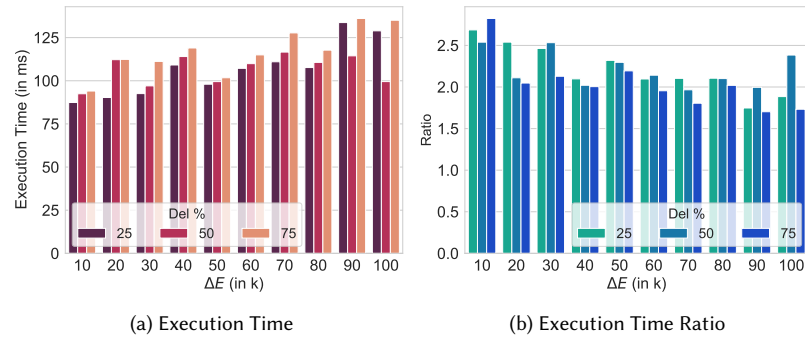 Execution Time (in ms)
125
100
75
50
25
0
Del %
25 50 75
10 20 30 40 50 60 70 80 90 100
ΔE (in k)
(a) Execution Time
Ratio
2.5
2.0
1.5
1.0
0.5
0.0
Del %
25 50 75
10 20 30 40 50 60 70 80 90 100
ΔE (in k)
(b) Execution Time Ratio